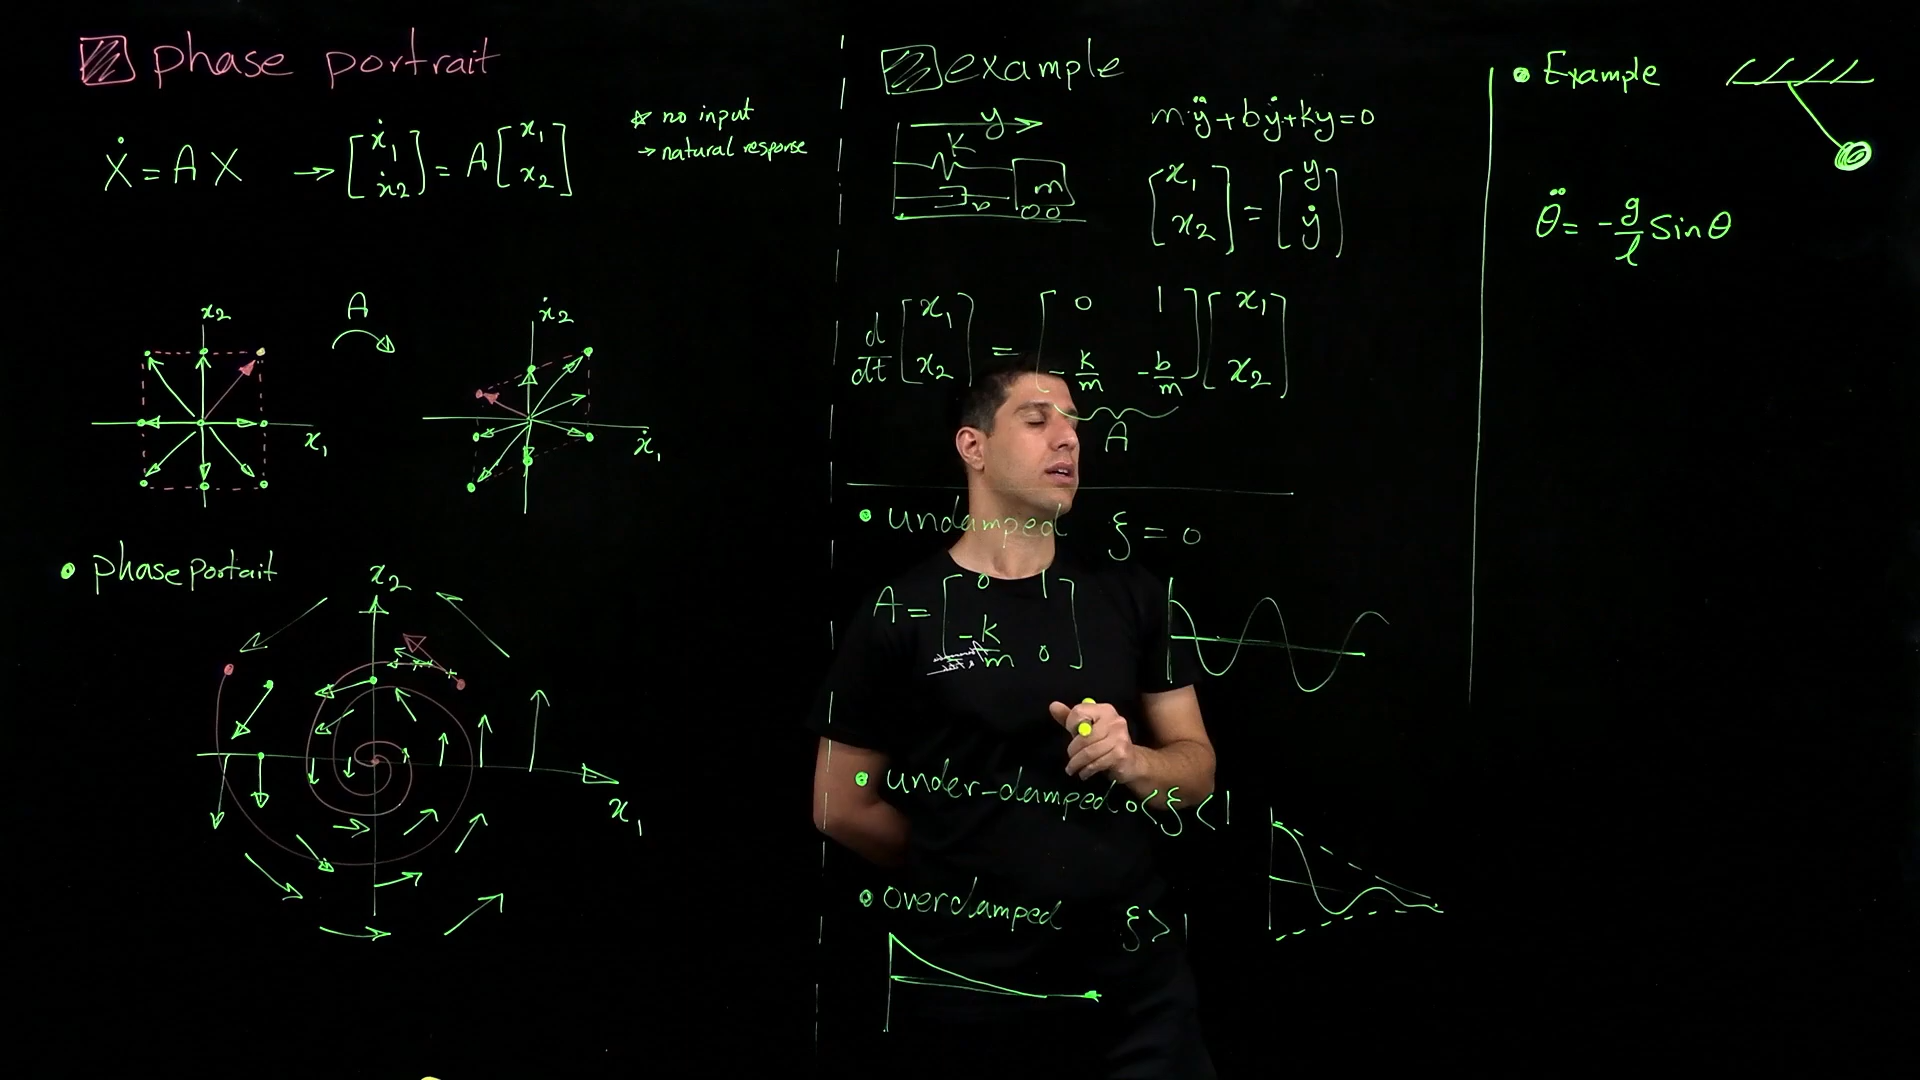 phase portrait
Ẋ = A X → [ẋ₁ ẋ₂] = A [x₁ x₂]
* no input
→ natural response
x₂
A
ẋ₂
x₁
ẋ₁
• phase portait
x₂
x₁
example
y
K
m
mÿ+bẏ+ky=0
[x₁ x₂] = [y ẏ]
d/dt [x₁ x₂] = [0 1 -k/m -b/m] [x₁ x₂]
A
• undamped ξ = 0
A = [0 1 -k/m 0]
• under-damped 0<ξ<1
• overdamped ξ>1
• Example
θ̈ = -g/l Sinθ